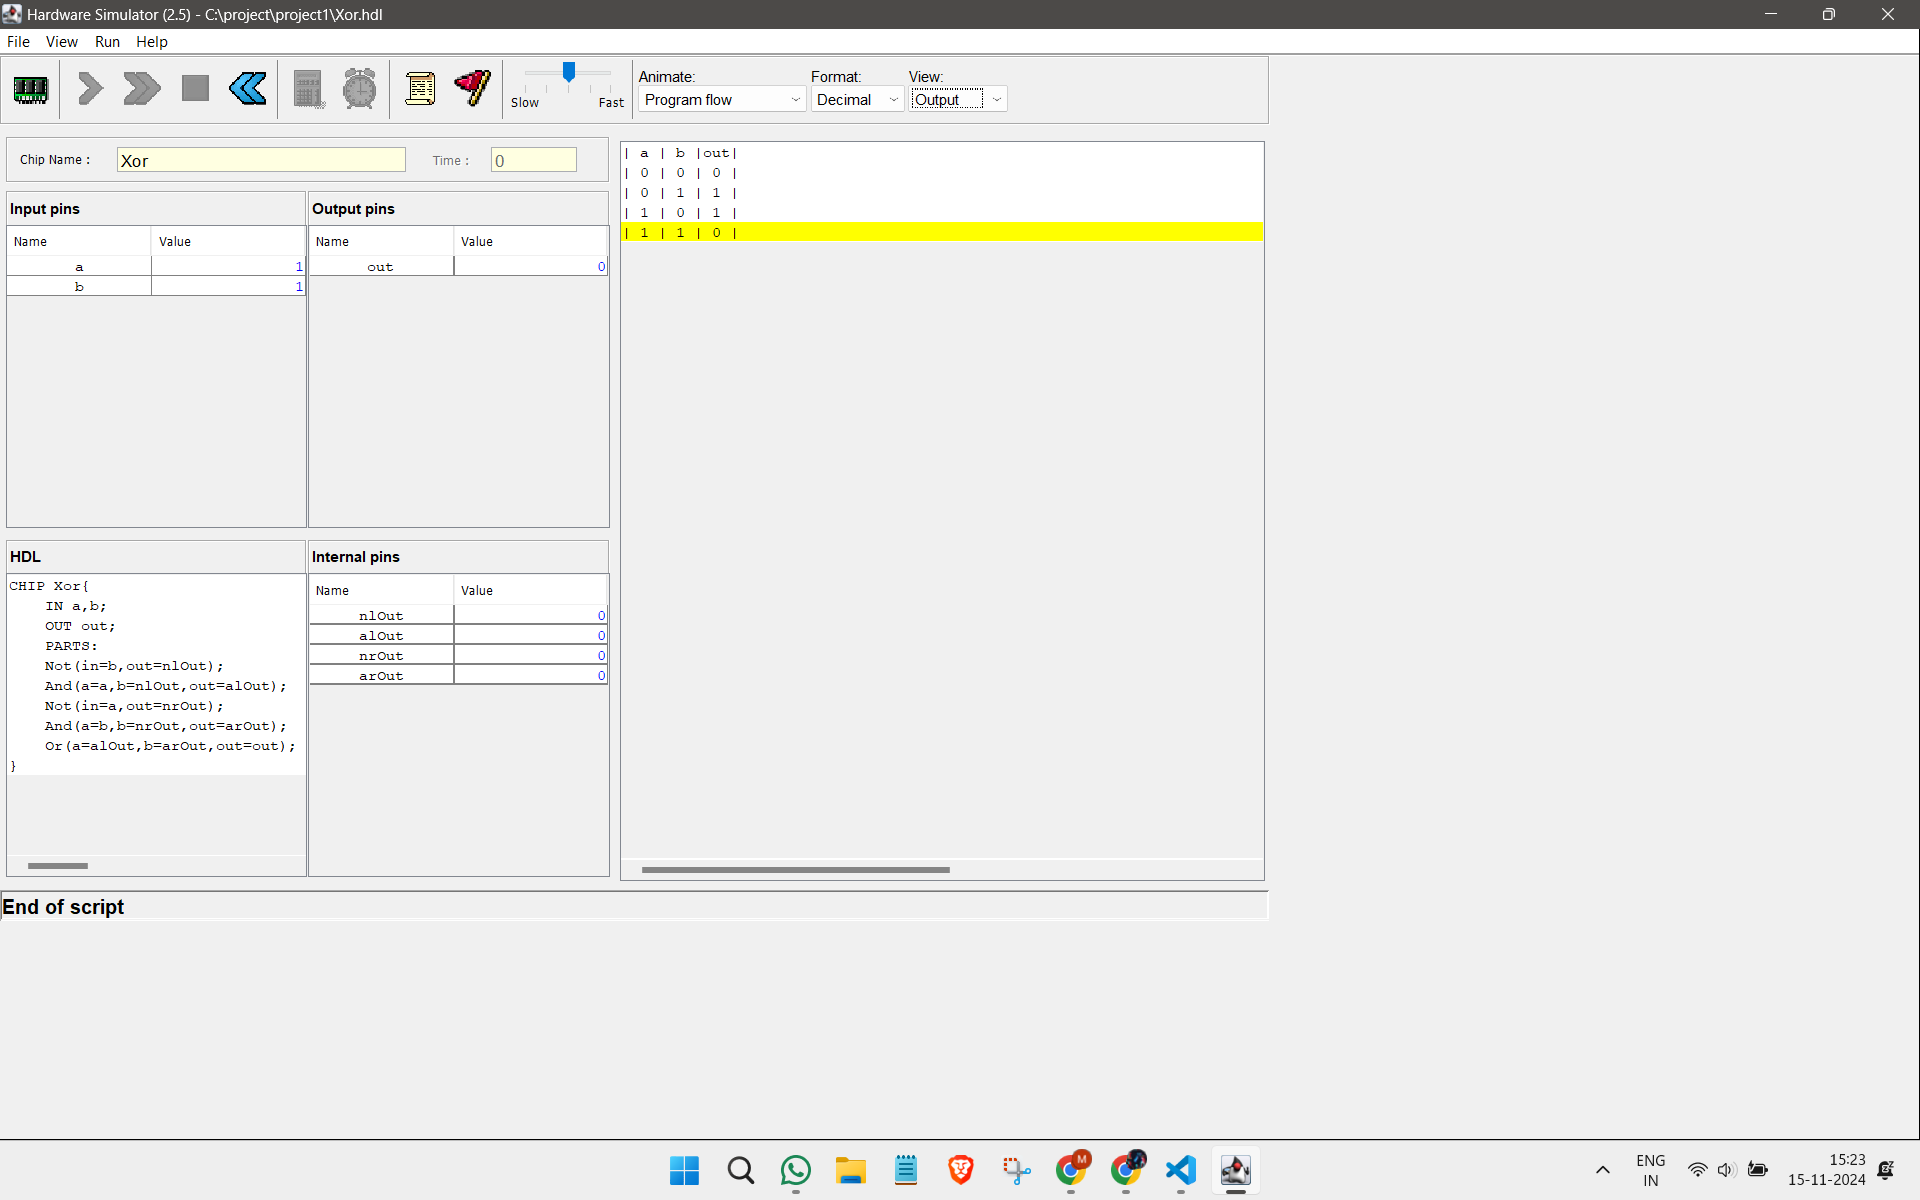 Hardware Simulator (2.5) - C:\project\project1\Xor.hdl
File View Run Help
Slow Fast
Animate: Format: View:
Program flow Decimal Output
Chip Name : Xor Time : 0
Input pins
Name Value
a 1
b 1
Output pins
Name Value
out 0
| a | b |out|
| 0 | 0 | 0 |
| 0 | 1 | 1 |
| 1 | 0 | 1 |
| 1 | 1 | 0 |
HDL
CHIP Xor{
    IN a,b;
    OUT out;
    PARTS:
    Not(in=b,out=nlOut);
    And(a=a,b=nlOut,out=alOut);
    Not(in=a,out=nrOut);
    And(a=b,b=nrOut,out=arOut);
    Or(a=alOut,b=arOut,out=out);
}
Internal pins
Name Value
nlOut 0
alOut 0
nrOut 0
arOut 0
End of script
M
ENG
IN
15:23
15-11-2024